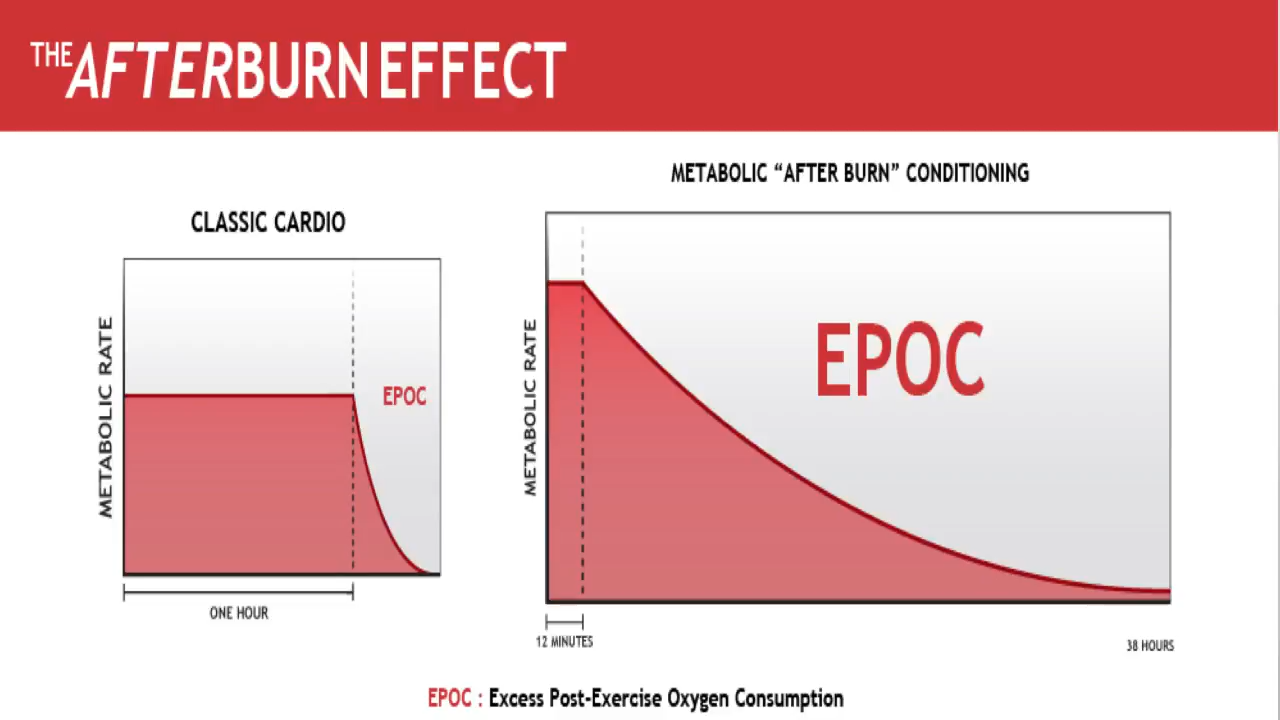 THE AFTERBURN EFFECT
METABOLIC “AFTER BURN” CONDITIONING
CLASSIC CARDIO
METABOLIC RATE
EPOC
ONE HOUR
METABOLIC RATE
EPOC
12 MINUTES
38 HOURS
EPOC : Excess Post-Exercise Oxygen Consumption